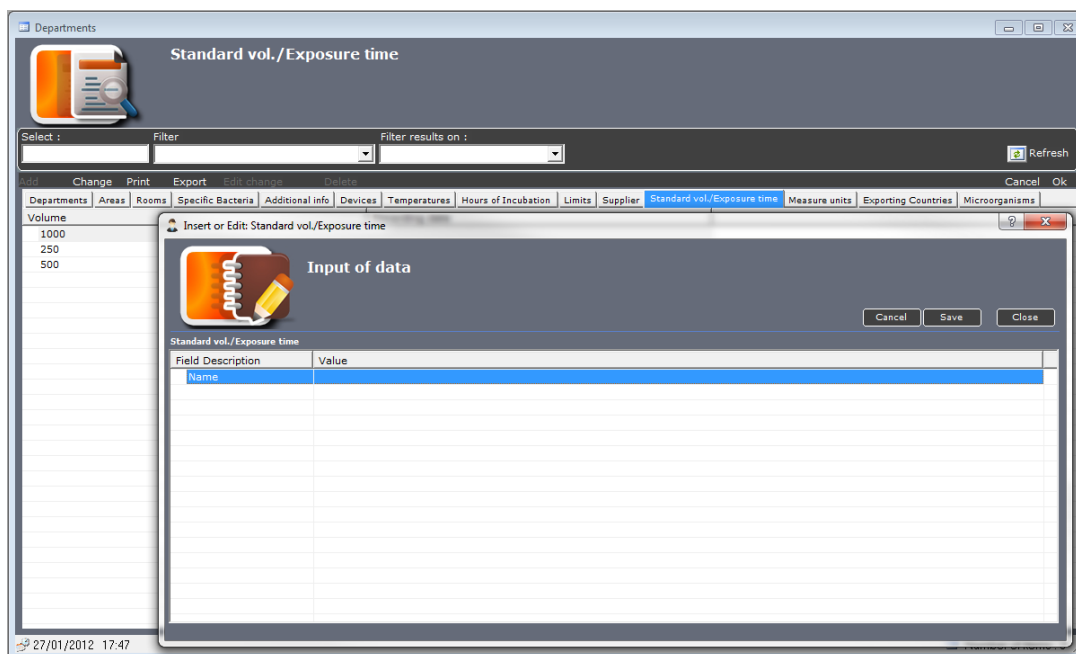 Departments
Standard vol./Exposure time
Select : Filter Filter results on :
Refresh
Add Change Print Export Edit change Delete Cancel Ok
Departments Areas Rooms Specific Bacteria Additional info Devices Temperatures Hours of Incubation Limits Supplier Standard vol./Exposure time Measure units Exporting Countries Microorganisms
Volume
1000
250
500
Insert or Edit: Standard vol./Exposure time
Input of data
Cancel Save Close
Standard vol./Exposure time
Field Description Value
Name
27/01/2012 17:47